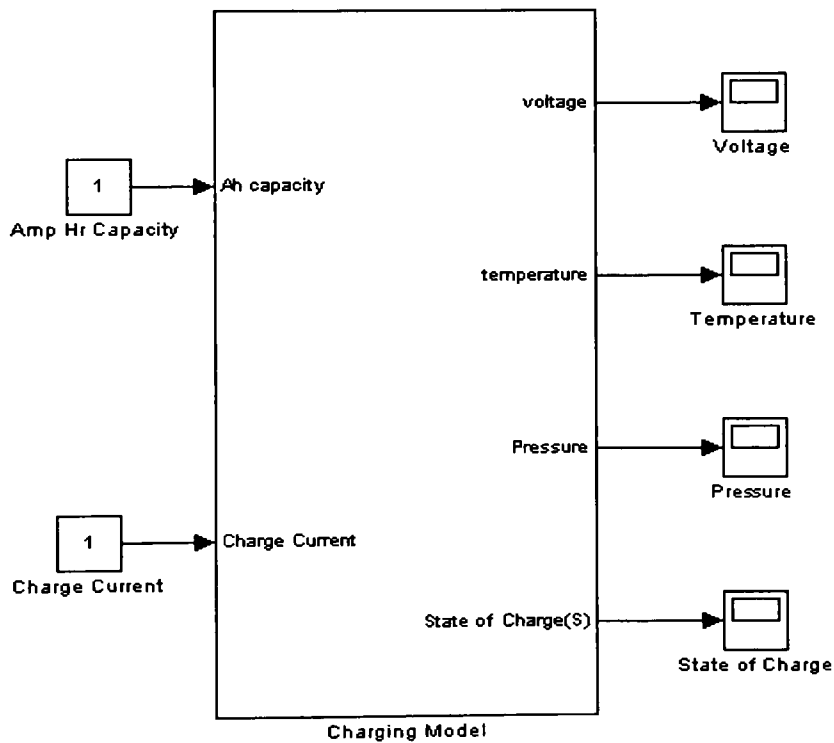 voltage
Voltage
1
Ah capacity
Amp Hr Capacity
temperature
Temperature
Pressure
Pressure
1
Charge Current
Charge Current
State of Charge(S)
State of Charge
Charging Model